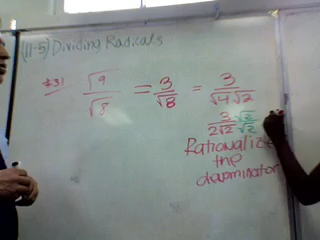 (11-5) Dividing Radicals
#31 √9/√8 = 3/√8 = 3/√4√2
3/2√2 √2/√2
Rationalize
the
denominator